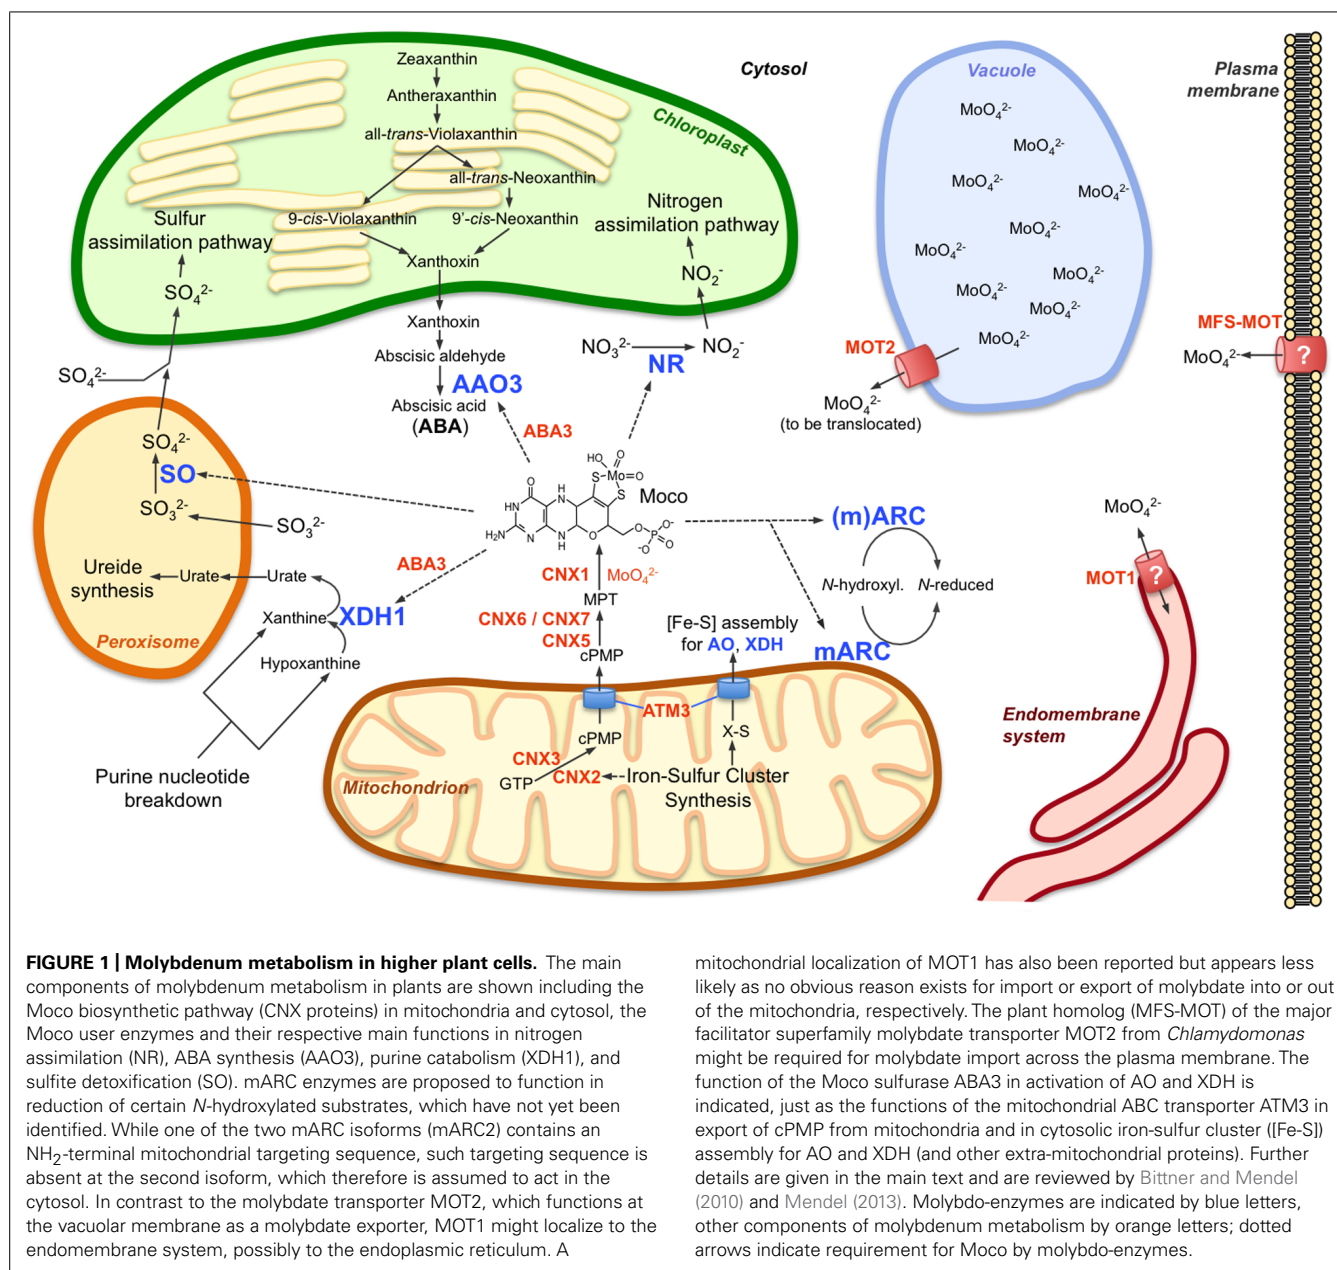 Zeaxanthin
Antheraxanthin
all-trans-Violaxanthin
all-trans-Neoxanthin
9-cis-Violaxanthin
9'-cis-Neoxanthin
Xanthoxin
Chloroplast
Sulfur
assimilation pathway
SO₄²⁻
Nitrogen
assimilation pathway
NO₂⁻
Cytosol
Xanthoxin
Abscisic aldehyde
AAO3
Abscisic acid
(ABA)
ABA3
NO₃²⁻
NO₂⁻
NR
Vacuole
MoO₄²⁻
MoO₄²⁻
MoO₄²⁻
MoO₄²⁻
MoO₄²⁻
MoO₄²⁻
MoO₄²⁻
MoO₄²⁻
MoO₄²⁻
MoO₄²⁻
MOT2
MoO₄²⁻
(to be translocated)
Plasma
membrane
MFS-MOT
MoO₄²⁻
?
SO₄²⁻
SO₄²⁻
SO
SO₃²⁻
SO₃²⁻
Ureide
synthesis
Urate
Urate
Peroxisome
Xanthine
XDH1
Hypoxanthine
ABA3
Purine nucleotide
breakdown
HO
O
Mo
O
S
S
O
H
N
HN
H₂N
N
N
H
O
O
P
O⁻
⁻O
O
Moco
CNX1
MoO₄²⁻
MPT
CNX6 / CNX7
CNX5
cPMP
(m)ARC
N-hydroxyl.
N-reduced
mARC
[Fe-S] assembly
for AO, XDH
ATM3
cPMP
X-S
CNX3
GTP
CNX2
Iron-Sulfur Cluster
Synthesis
Mitochondrion
MoO₄²⁻
MOT1
?
Endomembrane
system
FIGURE 1 | Molybdenum metabolism in higher plant cells. The main
components of molybdenum metabolism in plants are shown including the
Moco biosynthetic pathway (CNX proteins) in mitochondria and cytosol, the
Moco user enzymes and their respective main functions in nitrogen
assimilation (NR), ABA synthesis (AAO3), purine catabolism (XDH1), and
sulfite detoxification (SO). mARC enzymes are proposed to function in
reduction of certain N-hydroxylated substrates, which have not yet been
identified. While one of the two mARC isoforms (mARC2) contains an
NH₂-terminal mitochondrial targeting sequence, such targeting sequence is
absent at the second isoform, which therefore is assumed to act in the
cytosol. In contrast to the molybdate transporter MOT2, which functions at
the vacuolar membrane as a molybdate exporter, MOT1 might localize to the
endomembrane system, possibly to the endoplasmic reticulum. A
mitochondrial localization of MOT1 has also been reported but appears less
likely as no obvious reason exists for import or export of molybdate into or out
of the mitochondria, respectively. The plant homolog (MFS-MOT) of the major
facilitator superfamily molybdate transporter MOT2 from Chlamydomonas
might be required for molybdate import across the plasma membrane. The
function of the Moco sulfurase ABA3 in activation of AO and XDH is
indicated, just as the functions of the mitochondrial ABC transporter ATM3 in
export of cPMP from mitochondria and in cytosolic iron-sulfur cluster ([Fe-S])
assembly for AO and XDH (and other extra-mitochondrial proteins). Further
details are given in the main text and are reviewed by Bittner and Mendel
(2010) and Mendel (2013). Molybdo-enzymes are indicated by blue letters,
other components of molybdenum metabolism by orange letters; dotted
arrows indicate requirement for Moco by molybdo-enzymes.